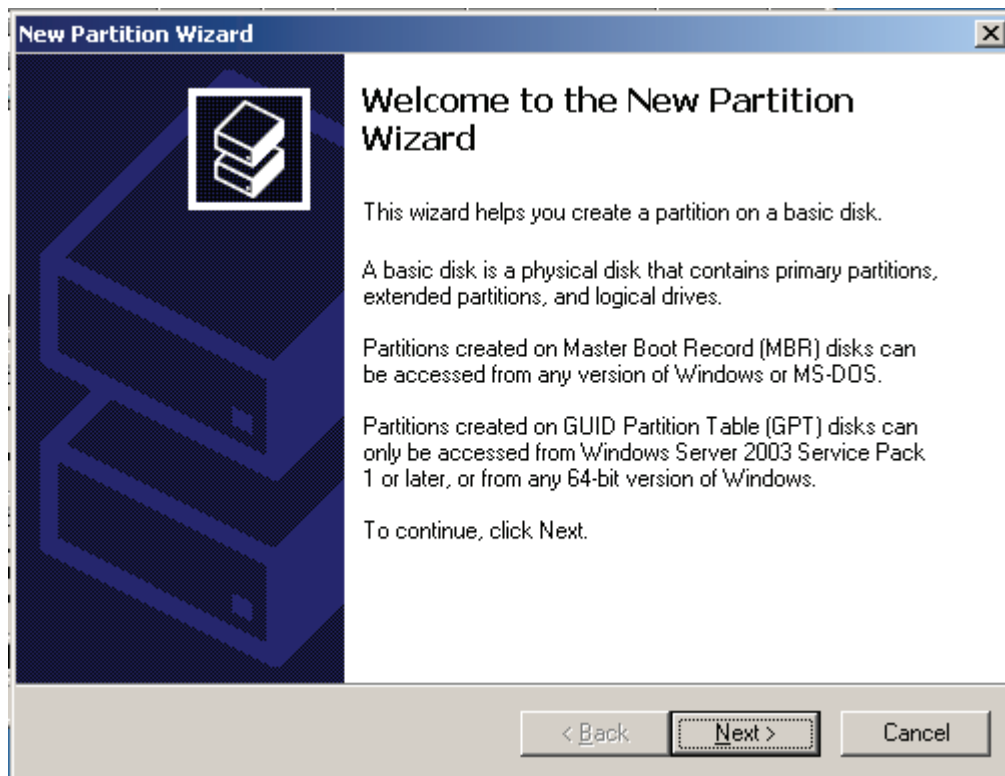 New Partition Wizard
Welcome to the New Partition
Wizard
This wizard helps you create a partition on a basic disk.
A basic disk is a physical disk that contains primary partitions,
extended partitions, and logical drives.
Partitions created on Master Boot Record (MBR) disks can
be accessed from any version of Windows or MS-DOS.
Partitions created on GUID Partition Table (GPT) disks can
only be accessed from Windows Server 2003 Service Pack
1 or later, or from any 64-bit version of Windows.
To continue, click Next.
< Back Next > Cancel